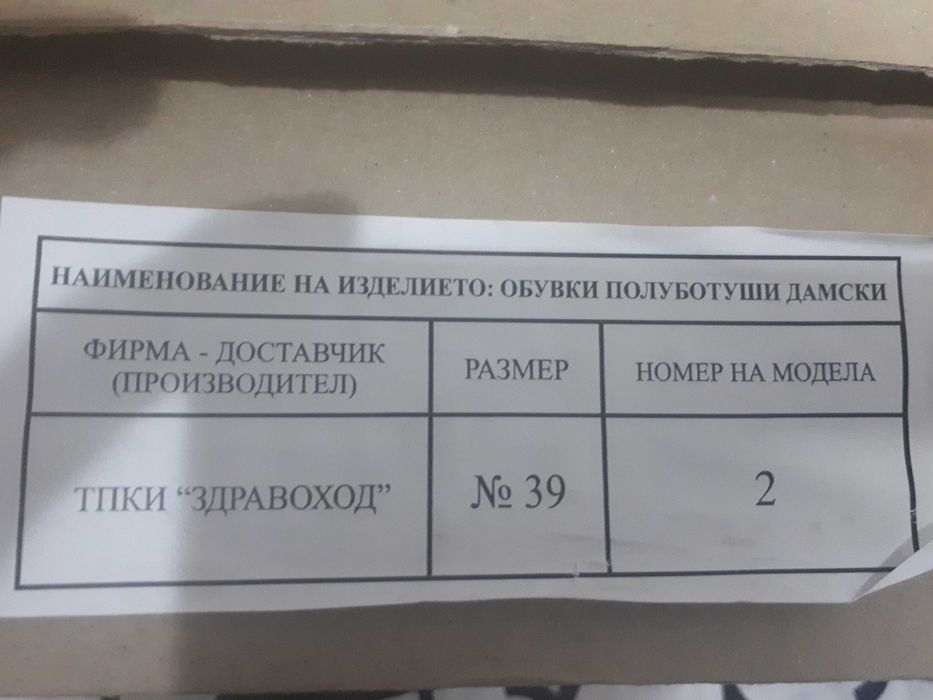 НАИМЕНОВАНИЕ НА ИЗДЕЛИЕТО: ОБУВКИ ПОЛУБОТУШИ ДАМСКИ
ФИРМА - ДОСТАВЧИК
(ПРОИЗВОДИТЕЛ)
РАЗМЕР
НОМЕР НА МОДЕЛА
ТПКИ “ЗДРАВОХОД”
№ 39
2